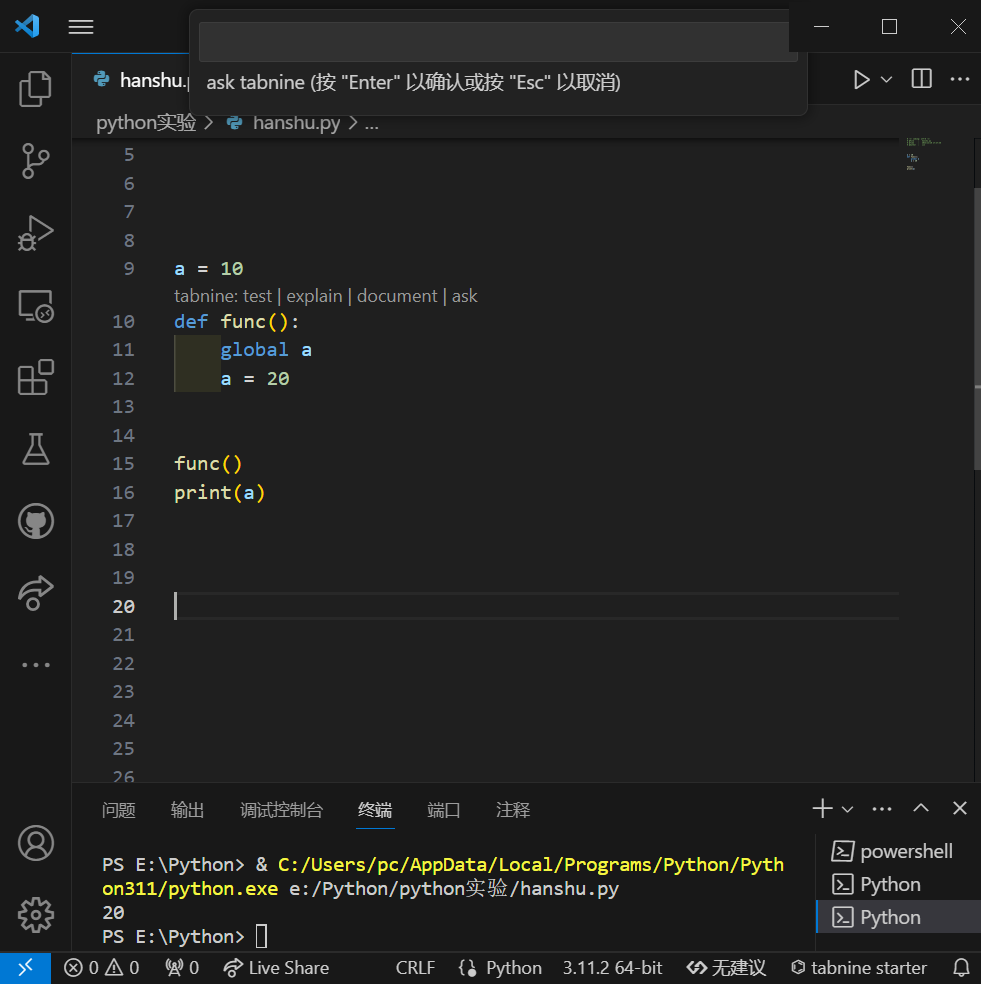 hanshu.p
ask tabnine (按 "Enter" 以确认或按 "Esc" 以取消)
python实验 > hanshu.py > ...
5
6
7
8
9 a = 10
tabnine: test | explain | document | ask
10 def func():
11 global a
12 a = 20
13
14
15 func()
16 print(a)
17
18
19
20
21
22
23
24
25
26
问题 输出 调试控制台 终端 端口 注释
PS E:\Python> & C:/Users/pc/AppData/Local/Programs/Python/Pyth
on311/python.exe e:/Python/python实验/hanshu.py
20
PS E:\Python>
powershell
Python
Python
0 0 0 Live Share CRLF Python 3.11.2 64-bit 无建议 tabnine starter